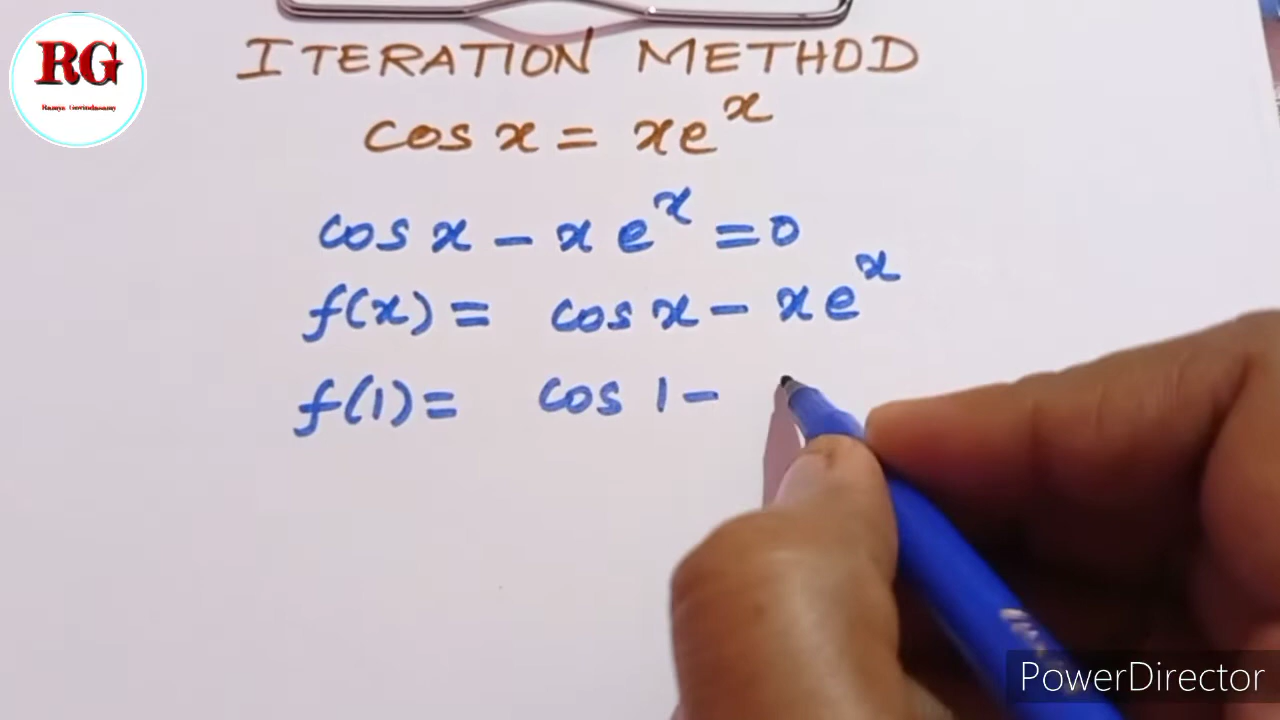 RG
ITERATION METHOD
cos x = xe^x
cos x - x e^x = 0
f(x) = cos x - x e^x
f(1) = cos 1 -
PowerDirector